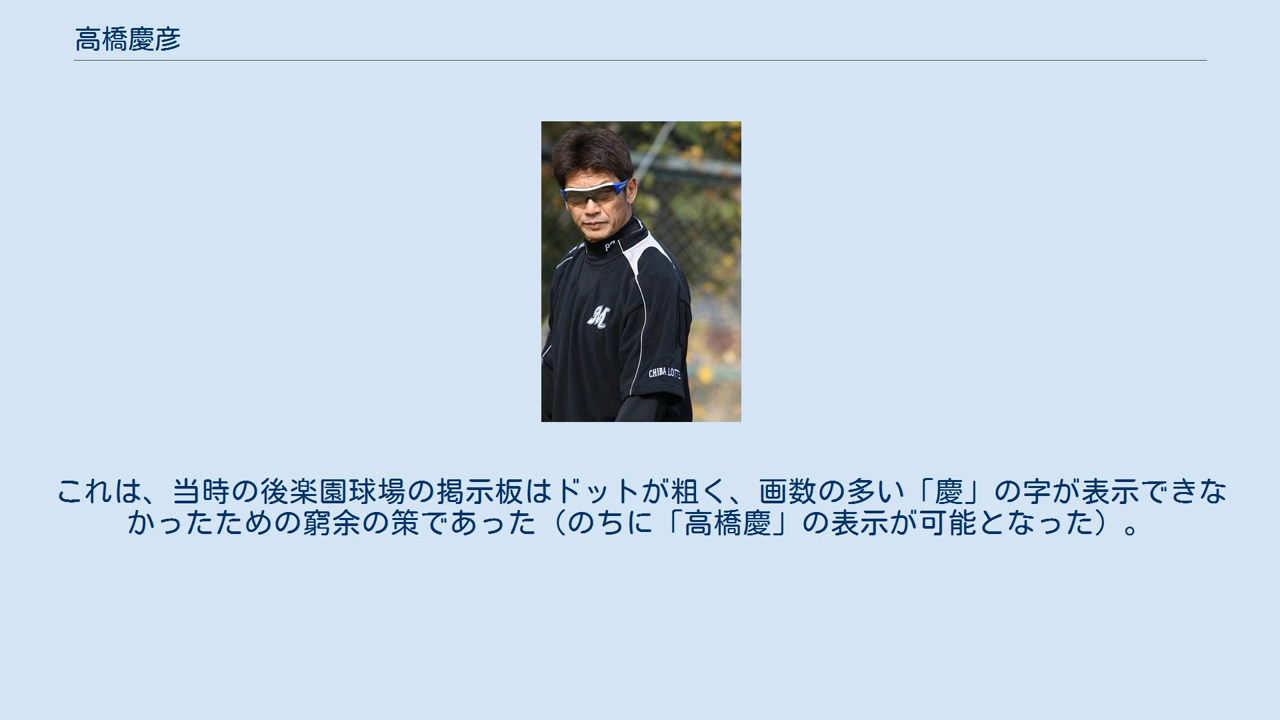 高橋慶彦
M
CHIBA LOTTE
これは、当時の後楽園球場の掲示板はドットが粗く、画数の多い「慶」の字が表示できな
かったための窮余の策であった（のちに「高橋慶」の表示が可能となった）。